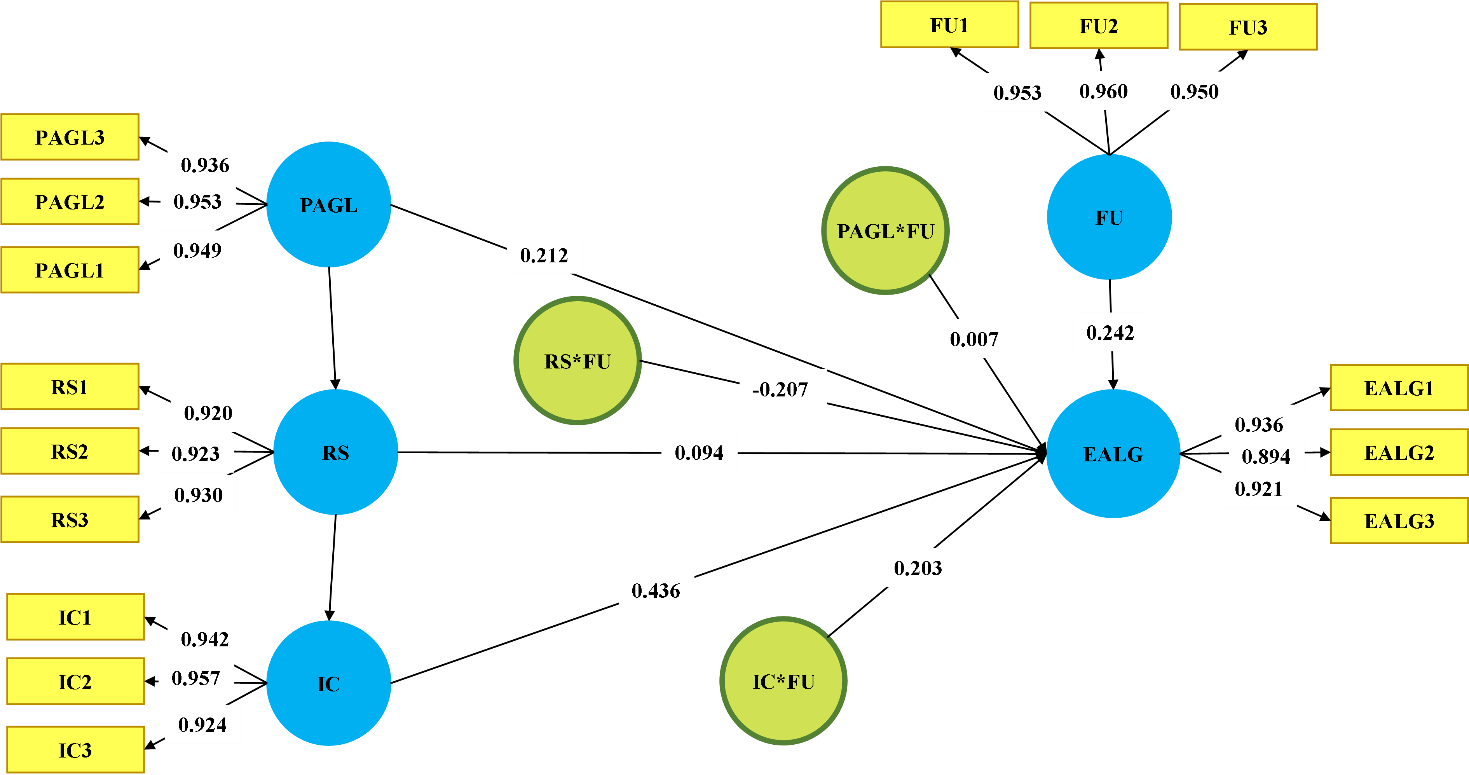 FU1
FU2
FU3
0.953
0.960
0.950
PAGL3
PAGL2
PAGL1
0.936
0.953
0.949
PAGL
0.212
PAGL*FU
0.007
FU
0.242
RS*FU
-0.207
RS1
RS2
RS3
0.920
0.923
0.930
RS
0.094
EALG
0.936
0.894
0.921
EALG1
EALG2
EALG3
IC1
IC2
IC3
0.942
0.957
0.924
IC
0.436
IC*FU
0.203